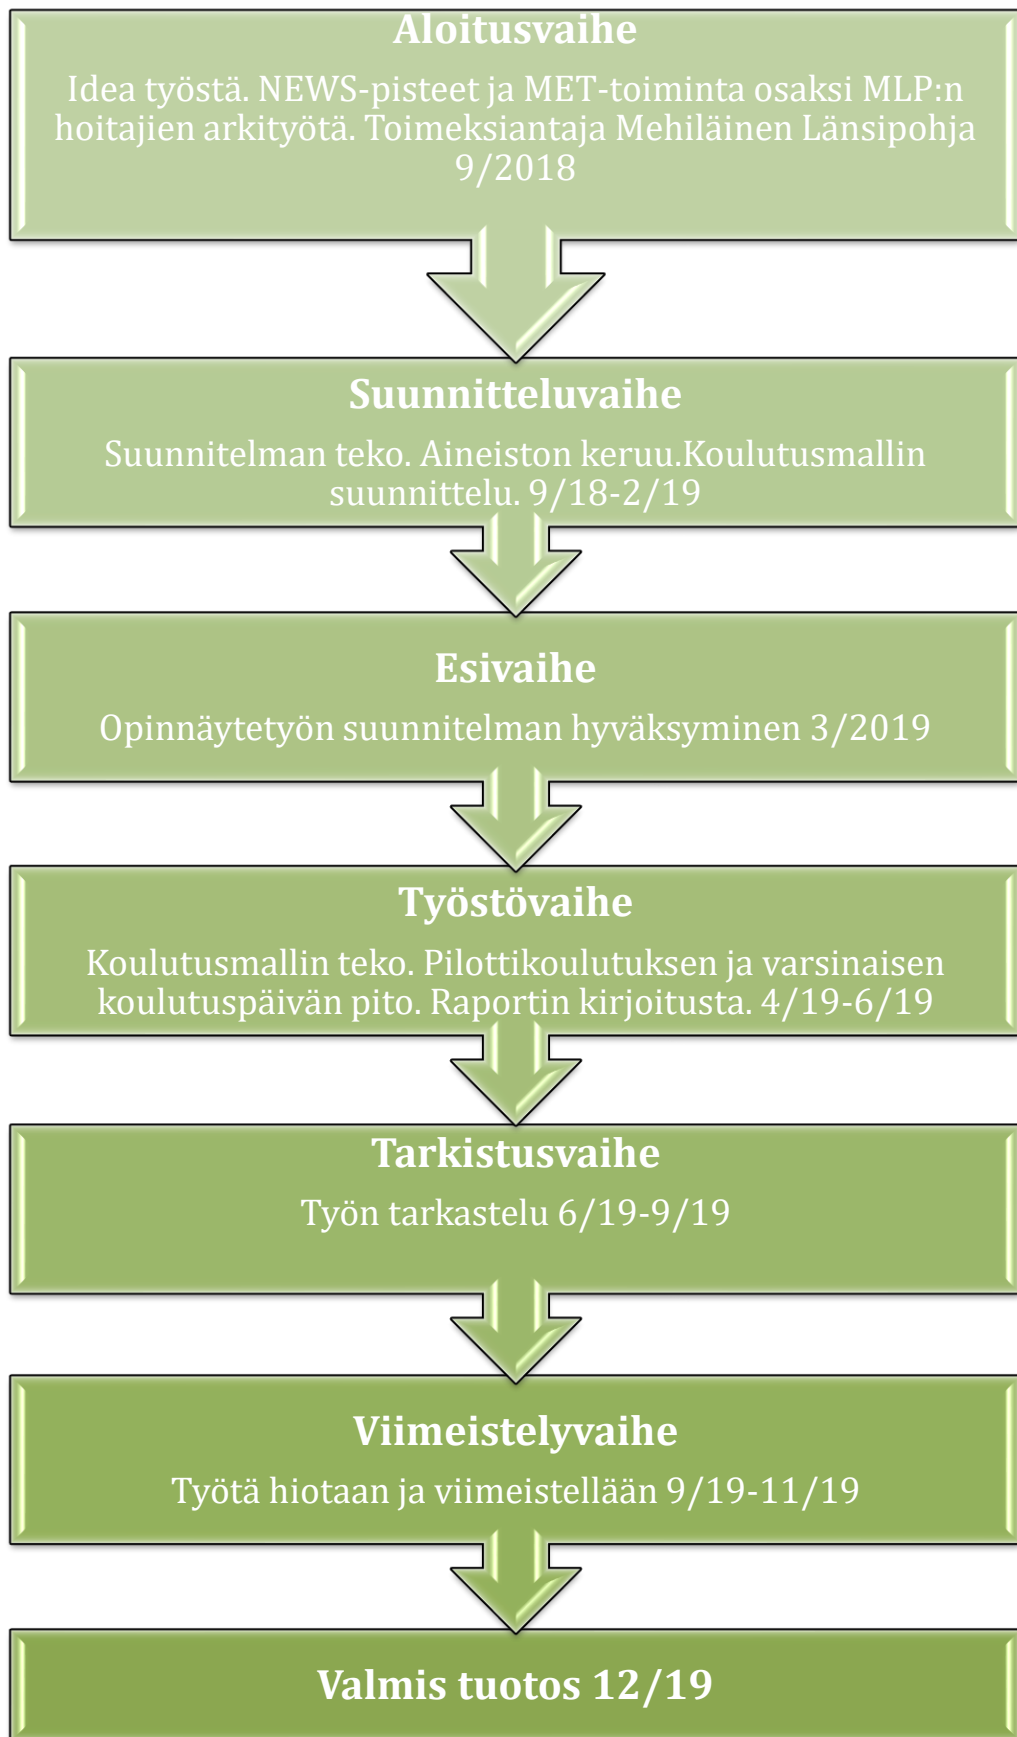 Aloitusvaihe
Idea työstä. NEWS-pisteet ja MET-toiminta osaksi MLP:n
hoitajien arkityötä. Toimeksiantaja Mehiläinen Länsipohja
9/2018
Suunnitteluvaihe
Suunnitelman teko. Aineiston keruu.Koulutusmallin
suunnittelu. 9/18-2/19
Esivaihe
Opinnäytetyön suunnitelman hyväksyminen 3/2019
Työstövaihe
Koulutusmallin teko. Pilottikoulutuksen ja varsinaisen
koulutuspäivän pito. Raportin kirjoitusta. 4/19-6/19
Tarkistusvaihe
Työn tarkastelu 6/19-9/19
Viimeistelyvaihe
Työtä hiotaan ja viimeistellään 9/19-11/19
Valmis tuotos 12/19